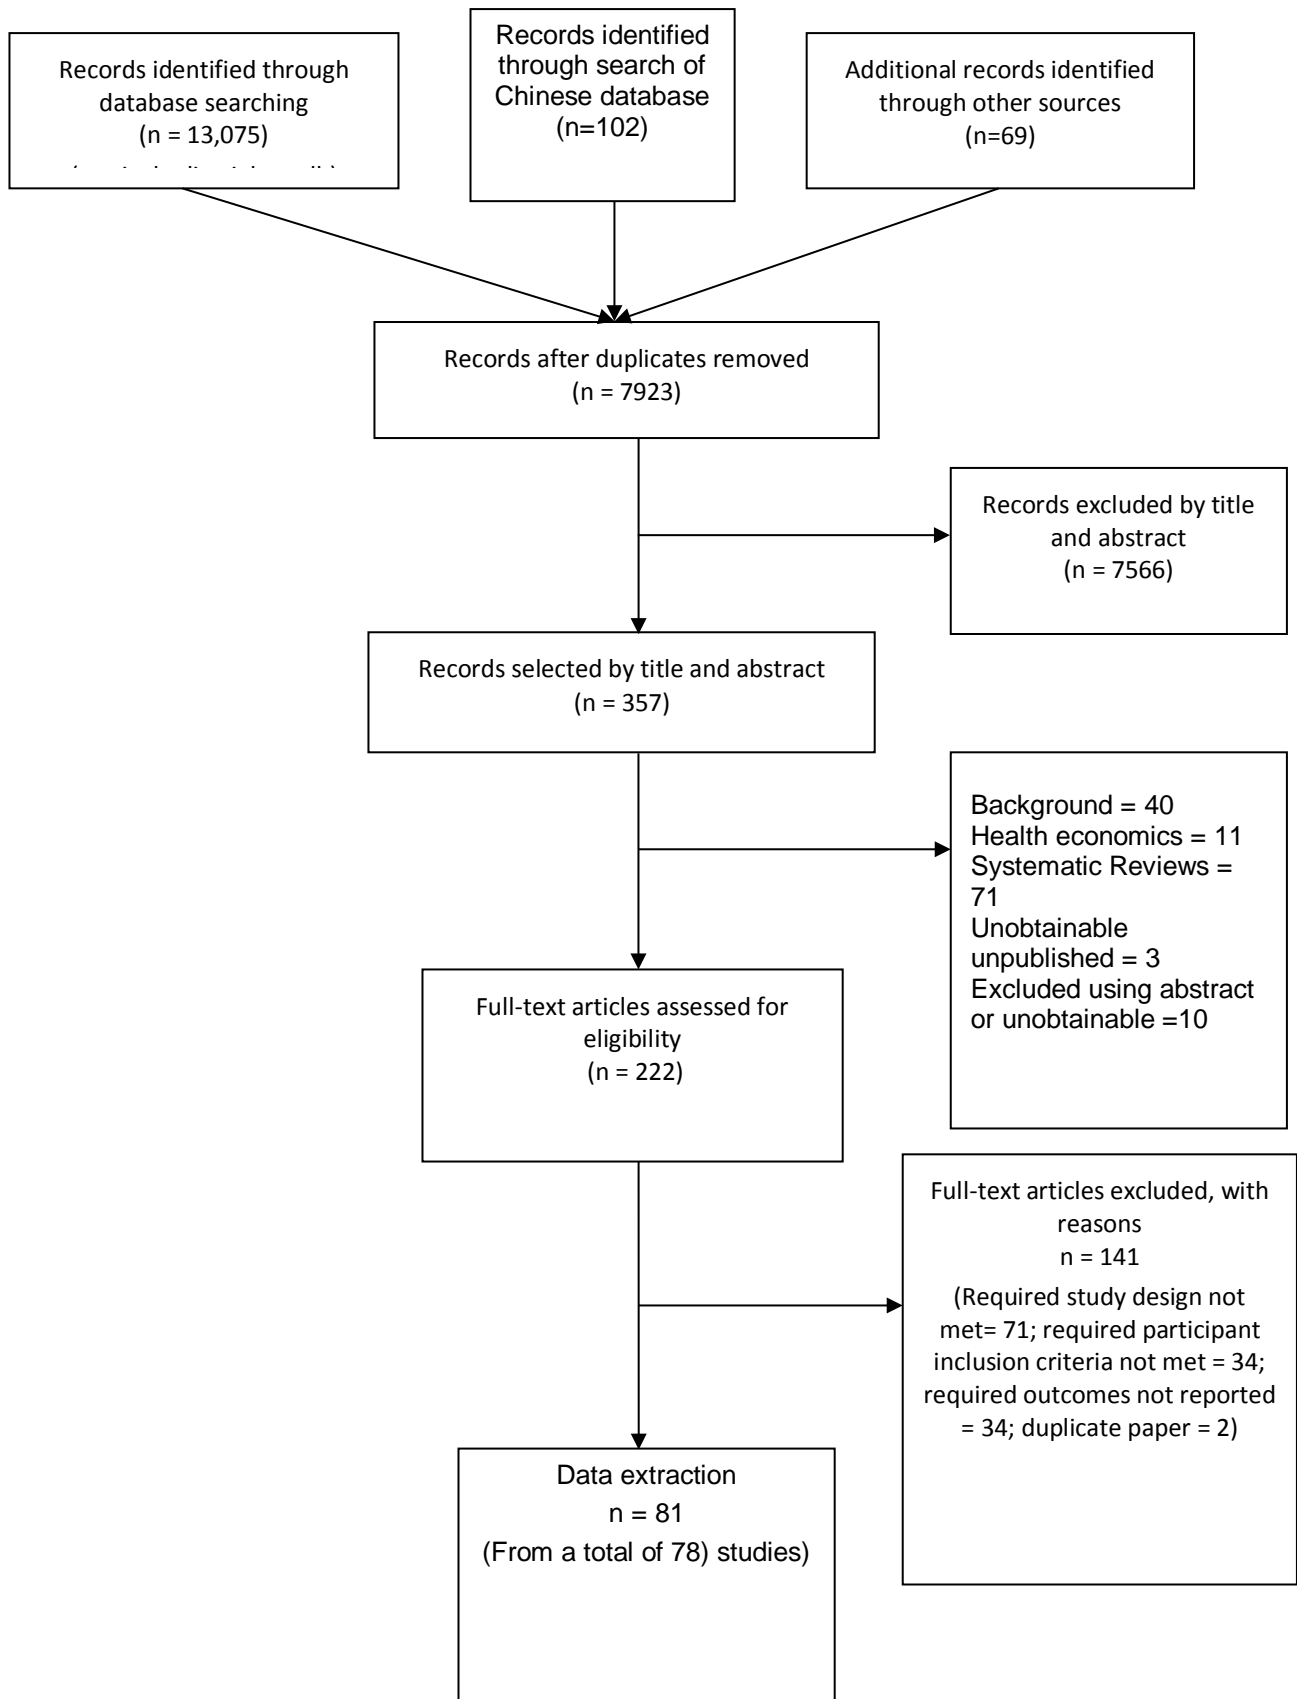 Records identified through
database searching
(n = 13,075)
Records identified
through search of
Chinese database
(n=102)
Additional records identified
through other sources
(n=69)
Records after duplicates removed
(n = 7923)
Records excluded by title
and abstract
(n = 7566)
Records selected by title and abstract
(n = 357)
Background = 40
Health economics = 11
Systematic Reviews =
71
Unobtainable
unpublished = 3
Excluded using abstract
or unobtainable =10
Full-text articles assessed for
eligibility
(n = 222)
Full-text articles excluded, with
reasons
n = 141
(Required study design not
met= 71; required participant
inclusion criteria not met = 34;
required outcomes not reported
= 34; duplicate paper = 2)
Data extraction
n = 81
(From a total of 78) studies)